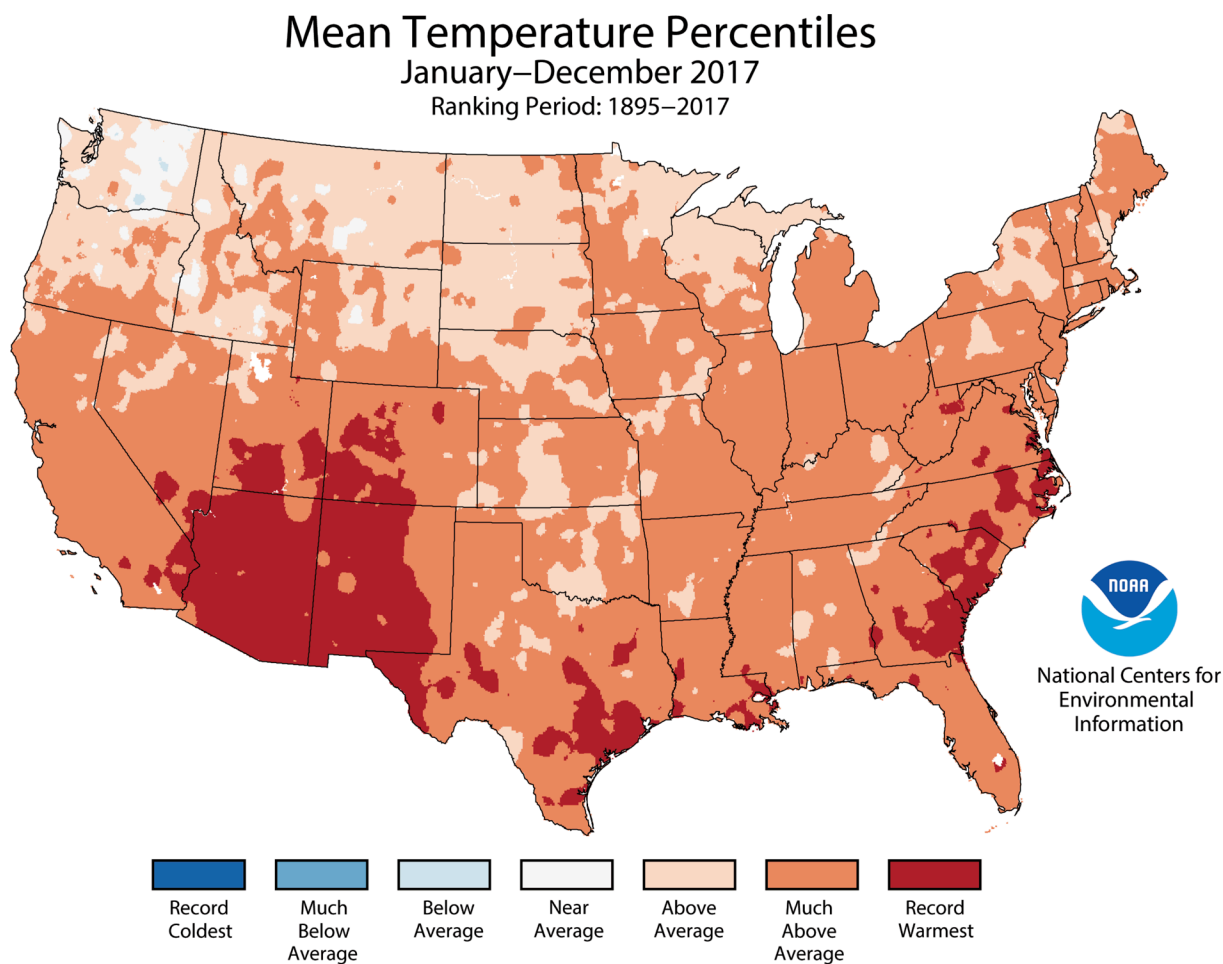 Mean Temperature Percentiles
January–December 2017
Ranking Period: 1895–2017
NOAA
National Centers for
Environmental
Information
Record
Coldest
Much
Below
Average
Below
Average
Near
Average
Above
Average
Much
Above
Average
Record
Warmest